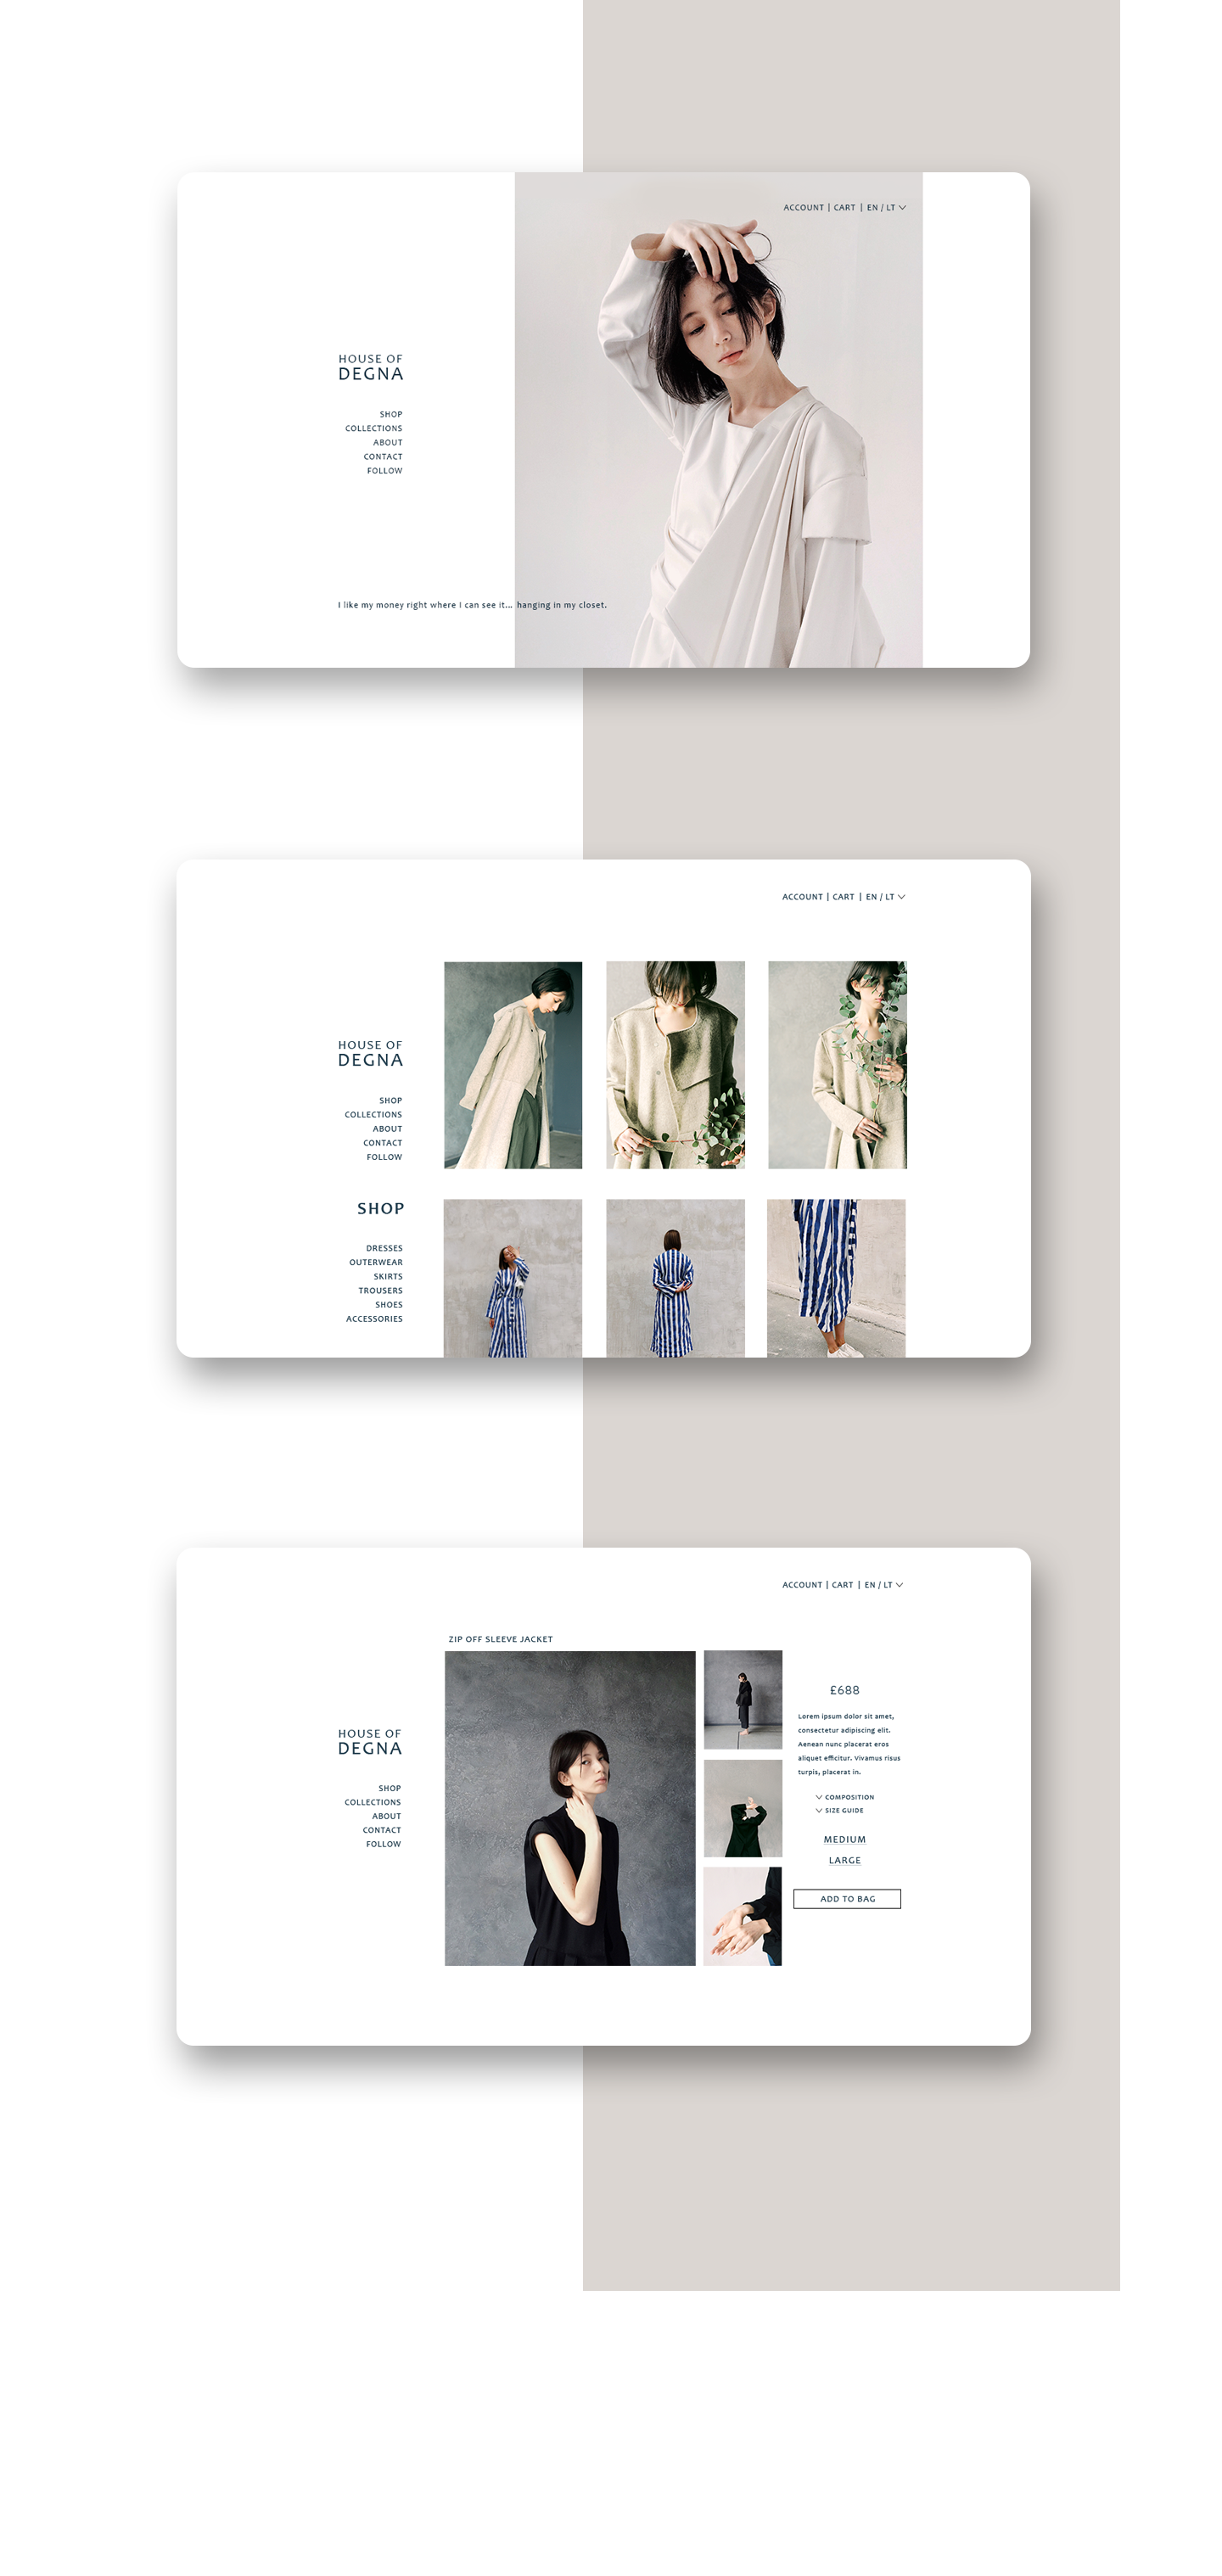 ACCOUNT | CART | EN / LT
HOUSE OF
DEGNA
SHOP
COLLECTIONS
ABOUT
CONTACT
FOLLOW
I like my money right where I can see it... hanging in my closet.
ACCOUNT | CART | EN / LT
HOUSE OF
DEGNA
SHOP
COLLECTIONS
ABOUT
CONTACT
FOLLOW
SHOP
DRESSES
OUTERWEAR
SKIRTS
TROUSERS
SHOES
ACCESSORIES
ACCOUNT | CART | EN / LT
HOUSE OF
DEGNA
SHOP
COLLECTIONS
ABOUT
CONTACT
FOLLOW
ZIP OFF SLEEVE JACKET
£688
Lorem ipsum dolor sit amet,
consectetur adipiscing elit.
Aenean nunc placerat eros
aliquet efficitur. Vivamus risus
turpis, placerat in.
COMPOSITION
SIZE GUIDE
MEDIUM
LARGE
ADD TO BAG